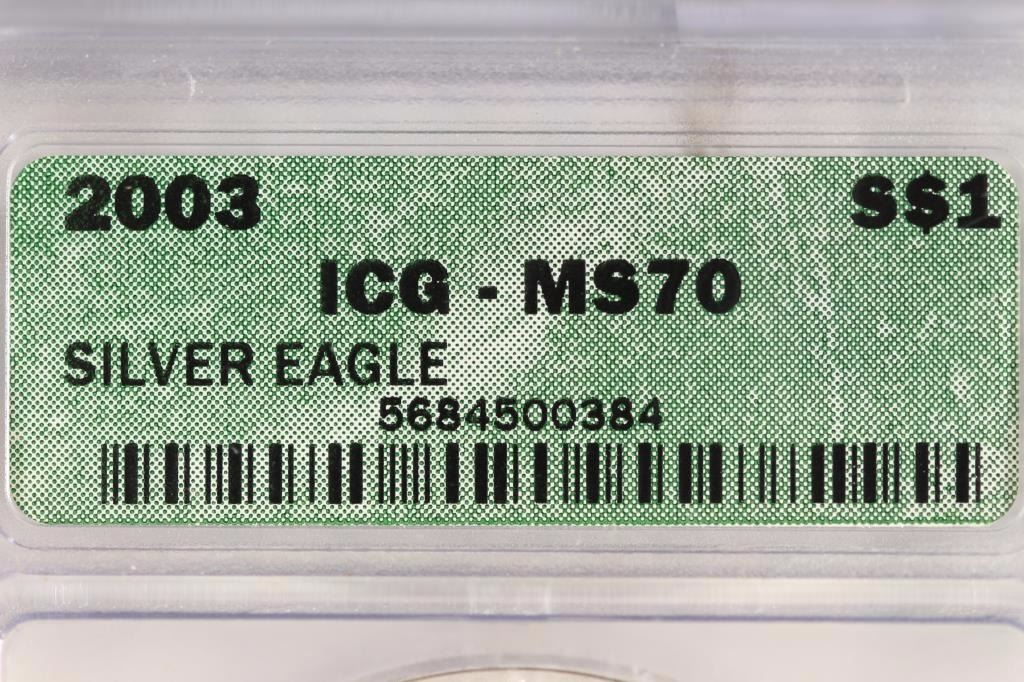 2003 S$1
ICG - MS70
SILVER EAGLE
5684500384